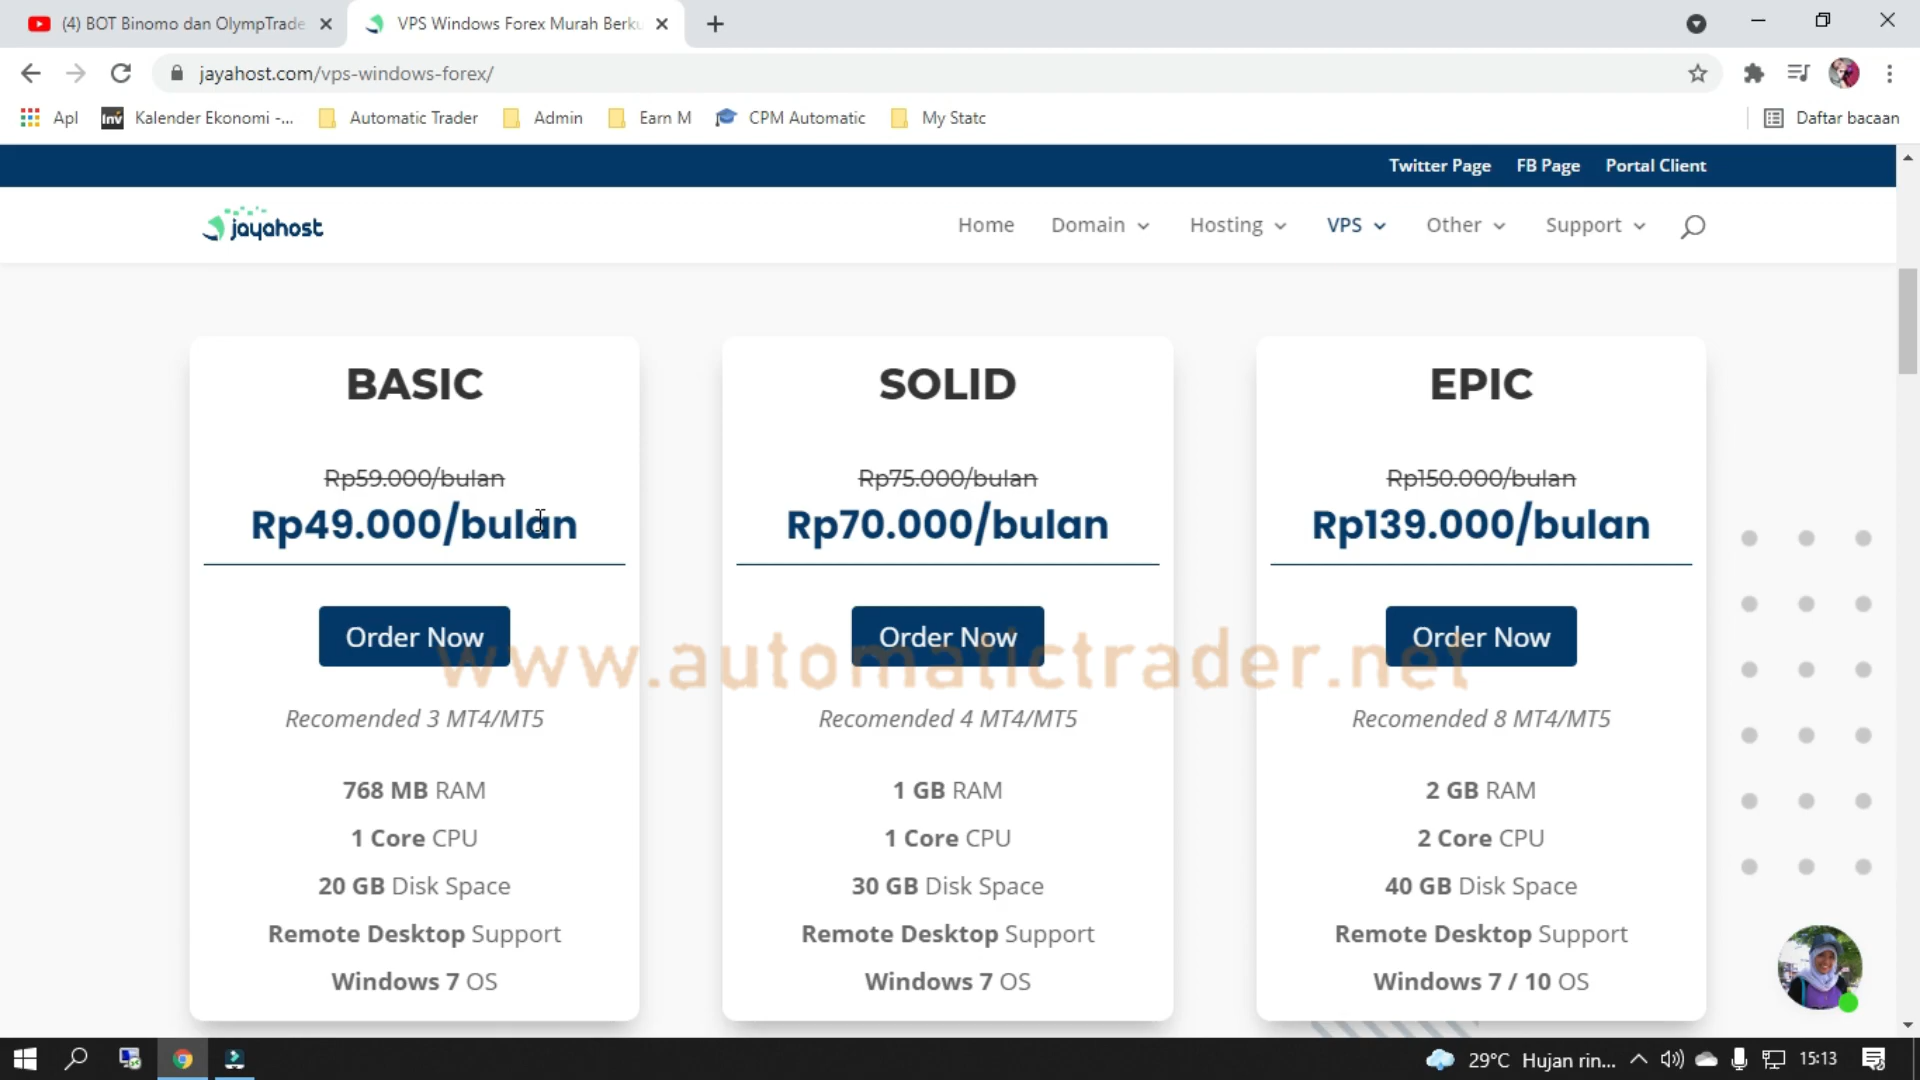 (4) BOT Binomo dan OlympTrade
VPS Windows Forex Murah Berku
jayahost.com/vps-windows-forex/
Apl
Inv
Kalender Ekonomi -...
Automatic Trader
Admin
Earn M
CPM Automatic
My Statc
Daftar bacaan
Twitter Page
FB Page
Portal Client
jayahost
Home
Domain
Hosting
VPS
Other
Support
BASIC
Rp59.000/bulan
Rp49.000/bulan
Order Now
Recomended 3 MT4/MT5
768 MB RAM
1 Core CPU
20 GB Disk Space
Remote Desktop Support
Windows 7 OS
SOLID
Rp75.000/bulan
Rp70.000/bulan
Order Now
Recomended 4 MT4/MT5
1 GB RAM
1 Core CPU
30 GB Disk Space
Remote Desktop Support
Windows 7 OS
EPIC
Rp150.000/bulan
Rp139.000/bulan
Order Now
Recomended 8 MT4/MT5
2 GB RAM
2 Core CPU
40 GB Disk Space
Remote Desktop Support
Windows 7 / 10 OS
www.automatictrader.net
29°C Hujan rin...
15:13